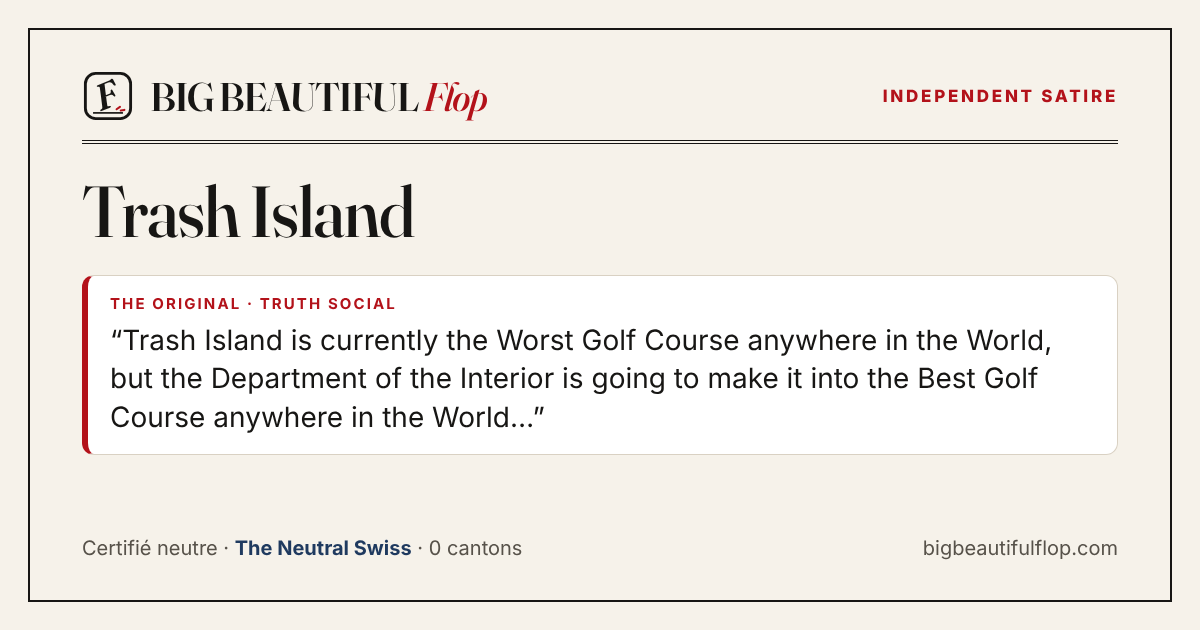 F
BIG BEAUTIFUL Flop
INDEPENDENT SATIRE
Trash Island
THE ORIGINAL · TRUTH SOCIAL
“Trash Island is currently the Worst Golf Course anywhere in the World,
but the Department of the Interior is going to make it into the Best Golf
Course anywhere in the World...”
Certifié neutre · The Neutral Swiss · 0 cantons
bigbeautifulflop.com